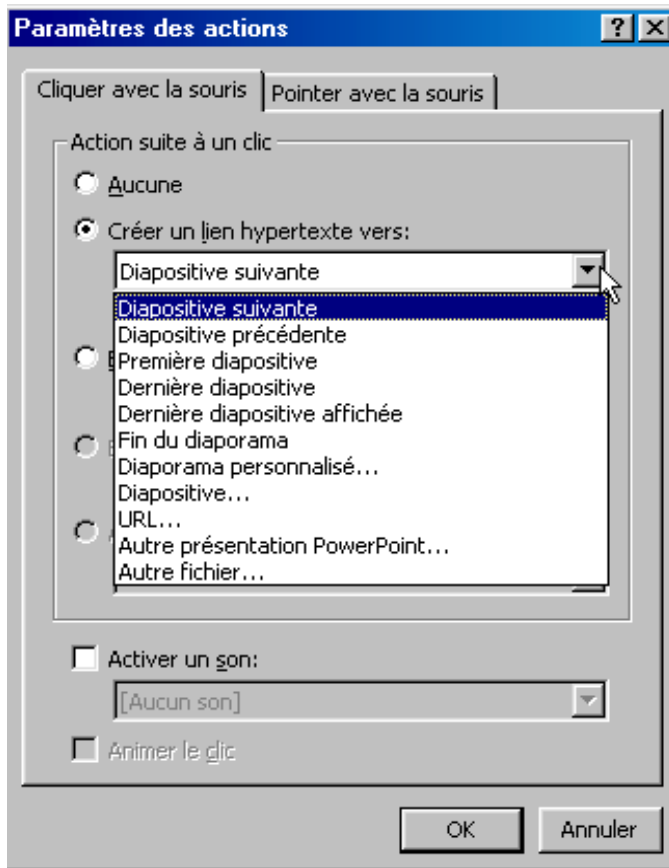 Paramètres des actions
Cliquer avec la souris
Pointer avec la souris
Action suite à un clic
Aucune
Créer un lien hypertexte vers:
Diapositive suivante
Diapositive suivante
Diapositive précédente
Première diapositive
Dernière diapositive
Dernière diapositive affichée
Fin du diaporama
Diaporama personnalisé...
Diapositive...
URL...
Autre présentation PowerPoint...
Autre fichier...
Activer un son:
[Aucun son]
Animer le clic
OK
Annuler